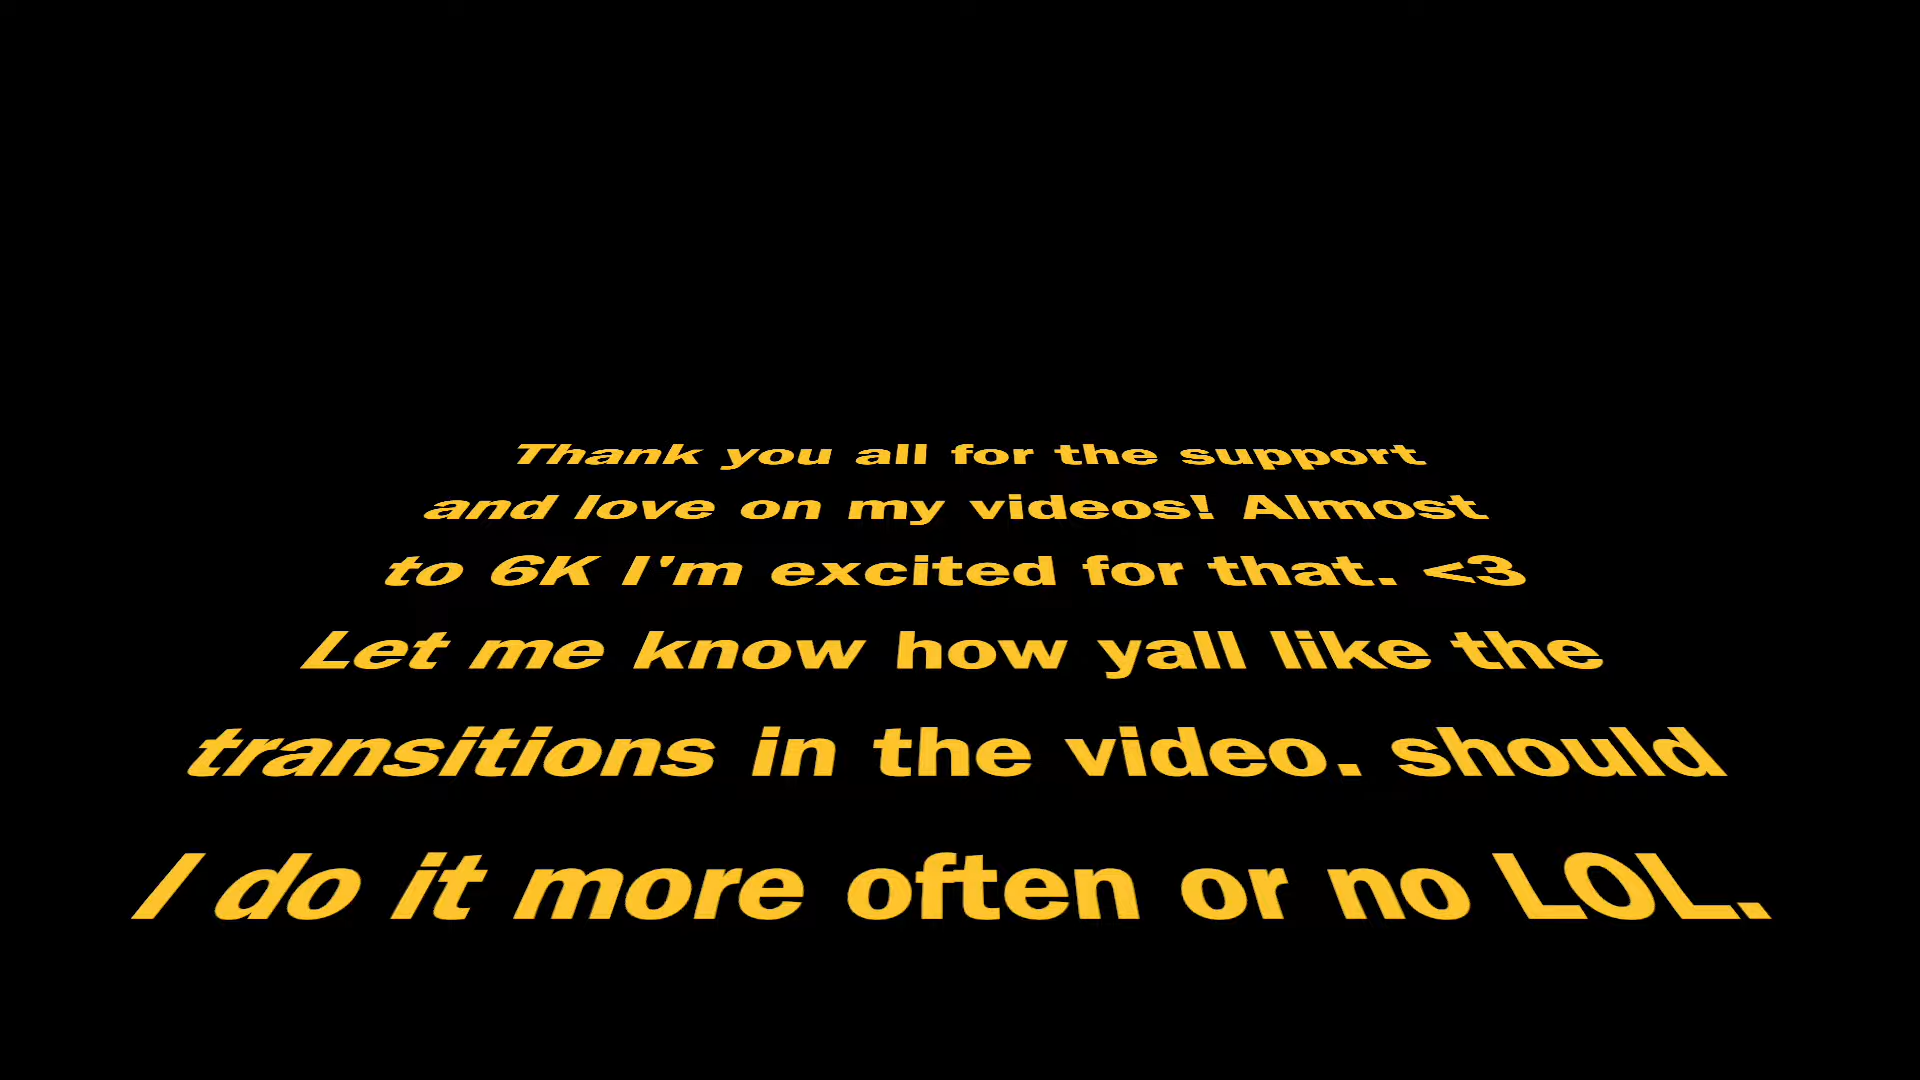 Thank you all for the support
and love on my videos! Almost
to 6K I'm excited for that. <3
Let me know how yall like the
transitions in the video. should
I do it more often or no LOL.